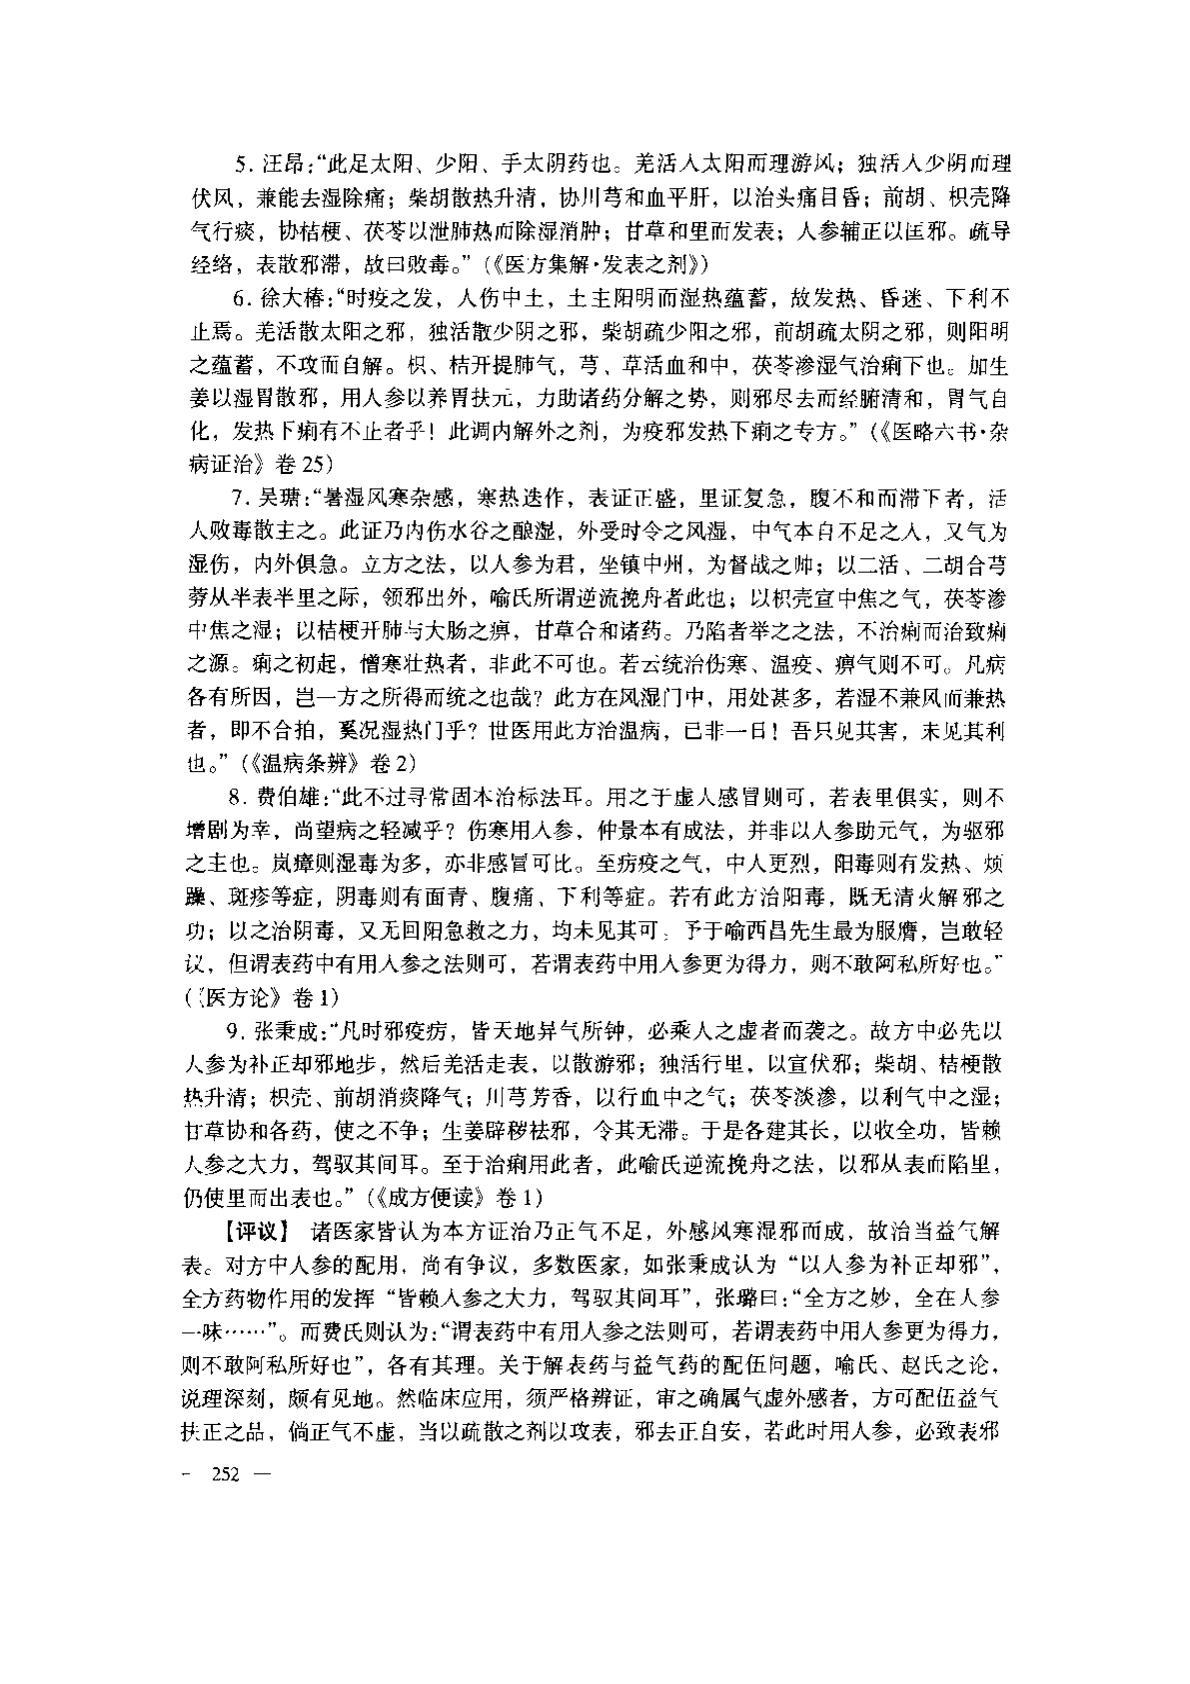 5. 汪昂：“此足太阳、少阳、手太阴药也。羌活入太阳而理游风；独活入少阴而理
伏风，兼能去湿除痛；柴胡散热升清，协川芎和血平肝，以治头痛目昏；前胡、枳壳降
气行痰，协桔梗、茯苓以泄肺热而除湿消肿；甘草和里而发表；人参辅正以匡邪。疏导
经络，表散邪滞，故曰败毒。”（《医方集解·发表之剂》）
6. 徐大椿：“时疫之发，人伤中土，土主阳明而湿热蕴蓄，故发热、昏迷、下利不
止焉。羌活散太阳之邪，独活散少阴之邪，柴胡疏少阳之邪，前胡疏太阴之邪，则阳明
之蕴蓄，不攻而自解。枳、桔开提肺气，芎、草活血和中，茯苓渗湿气治痢下也。加生
姜以湿胃散邪，用人参以养胃扶元，力助诸药分解之势，则邪尽去而经腑清和，胃气自
化，发热下痢有不止者乎！此调内解外之剂，为疫邪发热下痢之专方。”（《医略六书·杂
病证治》卷 25）
7. 吴瑭：“暑湿风寒杂感，寒热迭作，表证正盛，里证复急，腹不和而滞下者，活
人败毒散主之。此证乃内伤水谷之酿湿，外受时令之风湿，中气本自不足之人，又气为
湿伤，内外俱急。立方之法，以人参为君，坐镇中州，为督战之帅；以二活、二胡合芎
䓖从半表半里之际，领邪出外，喻氏所谓逆流挽舟者此也；以枳壳宣中焦之气，茯苓渗
中焦之湿；以桔梗开肺与大肠之痹，甘草合和诸药。乃陷者举之之法，不治痢而治致痢
之源。痢之初起，憎寒壮热者，非此不可也。若云统治伤寒、温疫、瘴气则不可。凡病
各有所因，岂一方之所得而统之也哉？此方在风湿门中，用处甚多，若湿不兼风而兼热
者，即不合拍，奚况湿热门乎？世医用此方治温病，已非一日！吾只见其害，未见其利
也。”（《温病条辨》卷 2）
8. 费伯雄：“此不过寻常固本治标法耳。用之于虚人感冒则可，若表里俱实，则不
增剧为幸，尚望病之轻减乎？伤寒用人参，仲景本有成法，并非以人参助元气，为驱邪
之主也。岚瘴则湿毒为多，亦非感冒可比。至疠疫之气，中人更烈，阳毒则有发热、烦
躁、斑疹等症，阴毒则有面青、腹痛、下利等症。若有此方治阳毒，既无清火解邪之
功；以之治阴毒，又无回阳急救之力，均未见其可。予于喻西昌先生最为服膺，岂敢轻
议，但谓表药中有用人参之法则可，若谓表药中用人参更为得力，则不敢阿私所好也。”
（《医方论》卷 1）
9. 张秉成：“凡时邪疫疠，皆天地异气所钟，必乘人之虚者而袭之。故方中必先以
人参为补正却邪地步，然后羌活走表，以散游邪；独活行里，以宣伏邪；柴胡、桔梗散
热升清；枳壳、前胡消痰降气；川芎芳香，以行血中之气；茯苓淡渗，以利气中之湿；
甘草协和各药，使之不争；生姜辟秽祛邪，令其无滞。于是各建其长，以收全功，皆赖
人参之大力，驾驭其间耳。至于治痢用此者，此喻氏逆流挽舟之法，以邪从表而陷里，
仍使里而出表也。”（《成方便读》卷 1）
【评议】 诸医家皆认为本方证治乃正气不足，外感风寒湿邪而成，故治当益气解
表。对方中人参的配用，尚有争议，多数医家，如张秉成认为“以人参为补正却邪”，
全方药物作用的发挥“皆赖人参之大力，驾驭其间耳”，张璐曰：“全方之妙，全在人参
一味……”。而费氏则认为：“谓表药中有用人参之法则可，若谓表药中用人参更为得力，
则不敢阿私所好也”，各有其理。关于解表药与益气药的配伍问题，喻氏、赵氏之论，
说理深刻，颇有见地。然临床应用，须严格辨证，审之确属气虚外感者，方可配伍益气
扶正之品，倘正气不虚，当以疏散之剂以攻表，邪去正自安，若此时用人参，必致表邪
- 252 —